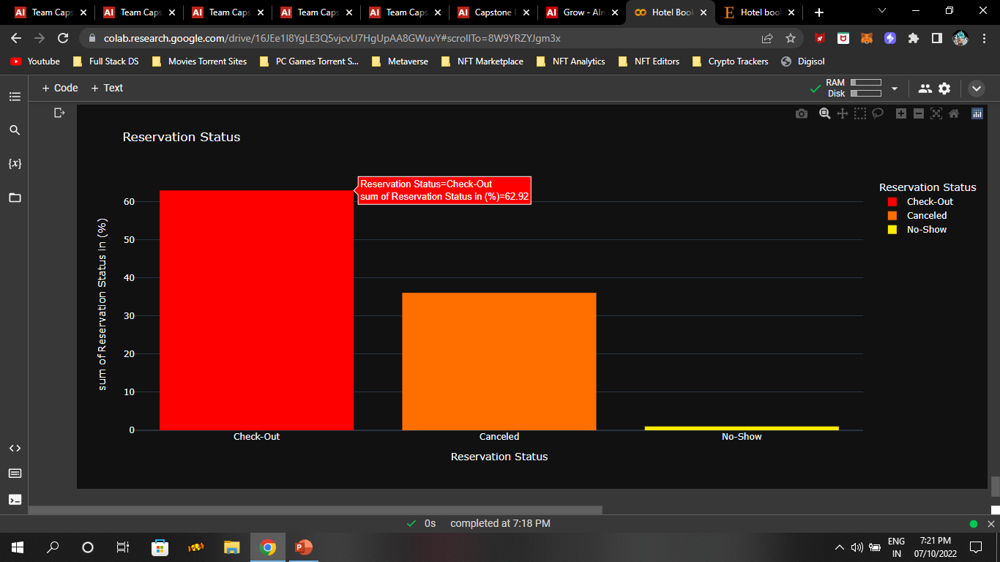 Team Caps
Team Caps
Team Caps
Team Caps
Team Caps
Capstone
Grow - Aln
Hotel Book
Hotel bool
colab.research.google.com/drive/16JEe1I8YgLE3Q5vjcvU7HgUpAA8GWuvY#scrollTo=8W9YRZYJgm3x
Youtube
Full Stack DS
Movies Torrent Sites
PC Games Torrent S...
Metaverse
NFT Marketplace
NFT Analytics
NFT Editors
Crypto Trackers
Digisol
+ Code + Text
RAM
Disk
Reservation Status
Reservation Status=Check-Out
sum of Reservation Status in (%)=62.92
Reservation Status
Check-Out
Canceled
No-Show
sum of Reservation Status in (%)
60
50
40
30
20
10
0
Check-Out
Canceled
No-Show
Reservation Status
0s completed at 7:18 PM
ENG
IN
7:21 PM
07/10/2022